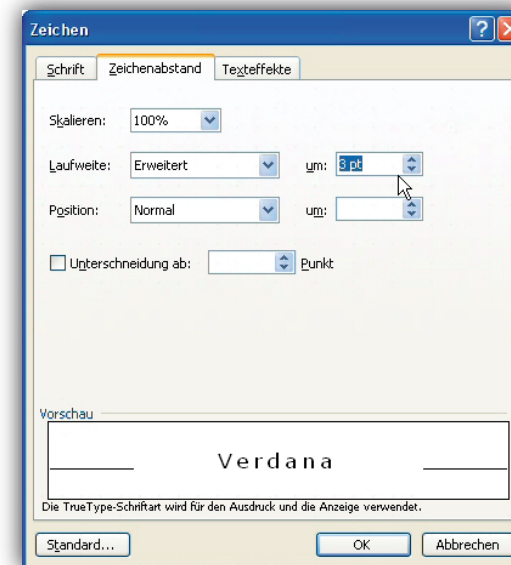 Zeichen
Schrift Zeichenabstand Texteffekte
Skalieren: 100%
Laufweite: Erweitert um: 3 pt
Position: Normal um:
Unterschneidung ab: Punkt
Vorschau
Verdana
Die TrueType-Schriftart wird für den Ausdruck und die Anzeige verwendet.
Standard... OK Abbrechen